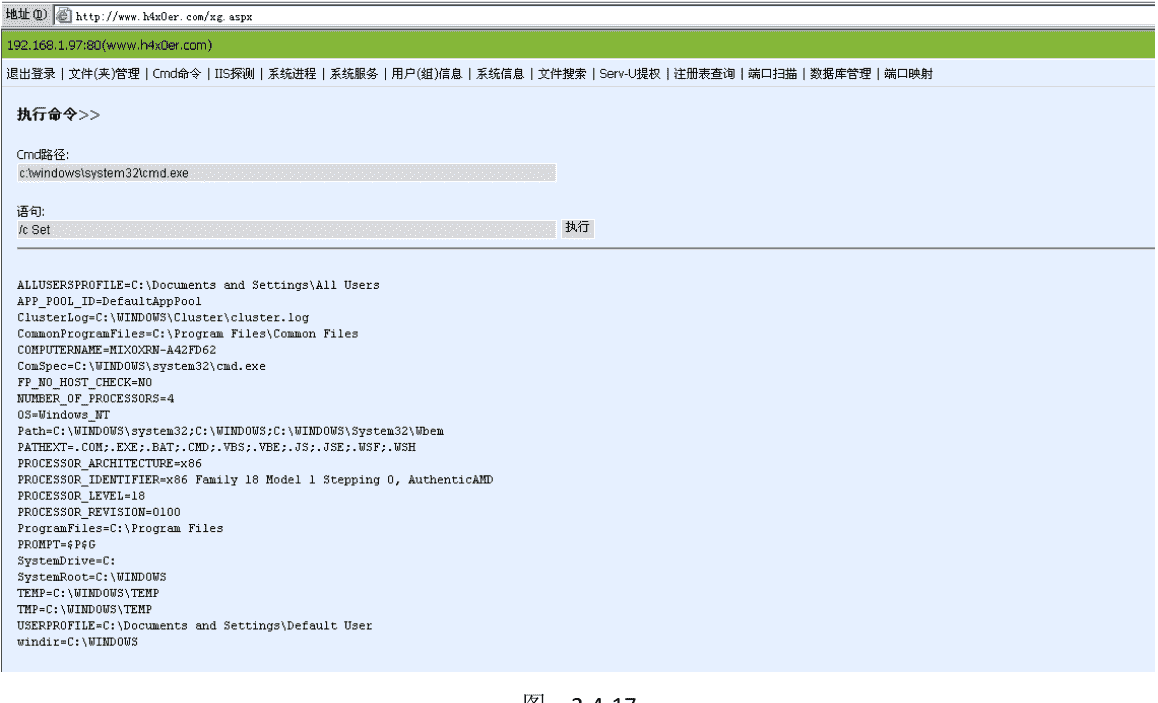 地址(D) http://www.h4x0er.com/xg.aspx
192.168.1.97:80(www.h4x0er.com)
退出登录 | 文件(夹)管理 | Cmd命令 | IIS探测 | 系统进程 | 系统服务 | 用户(组)信息 | 系统信息 | 文件搜索 | Serv-U提权 | 注册表查询 | 端口扫描 | 数据库管理 | 端口映射
执行命令>>
Cmd路径:
c:\windows\system32\cmd.exe
语句:
/c Set 执行
ALLUSERSPROFILE=C:\Documents and Settings\All Users
APP_POOL_ID=DefaultAppPool
ClusterLog=C:\WINDOWS\Cluster\cluster.log
CommonProgramFiles=C:\Program Files\Common Files
COMPUTERNAME=MIX0XRN-A42FD62
ComSpec=C:\WINDOWS\system32\cmd.exe
FP_NO_HOST_CHECK=NO
NUMBER_OF_PROCESSORS=4
OS=Windows_NT
Path=C:\WINDOWS\system32;C:\WINDOWS;C:\WINDOWS\System32\Wbem
PATHEXT=.COM;.EXE;.BAT;.CMD;.VBS;.VBE;.JS;.JSE;.WSF;.WSH
PROCESSOR_ARCHITECTURE=x86
PROCESSOR_IDENTIFIER=x86 Family 18 Model 1 Stepping 0, AuthenticAMD
PROCESSOR_LEVEL=18
PROCESSOR_REVISION=0100
ProgramFiles=C:\Program Files
PROMPT=$P$G
SystemDrive=C:
SystemRoot=C:\WINDOWS
TEMP=C:\WINDOWS\TEMP
TMP=C:\WINDOWS\TEMP
USERPROFILE=C:\Documents and Settings\Default User
windir=C:\WINDOWS
图 3-4-17